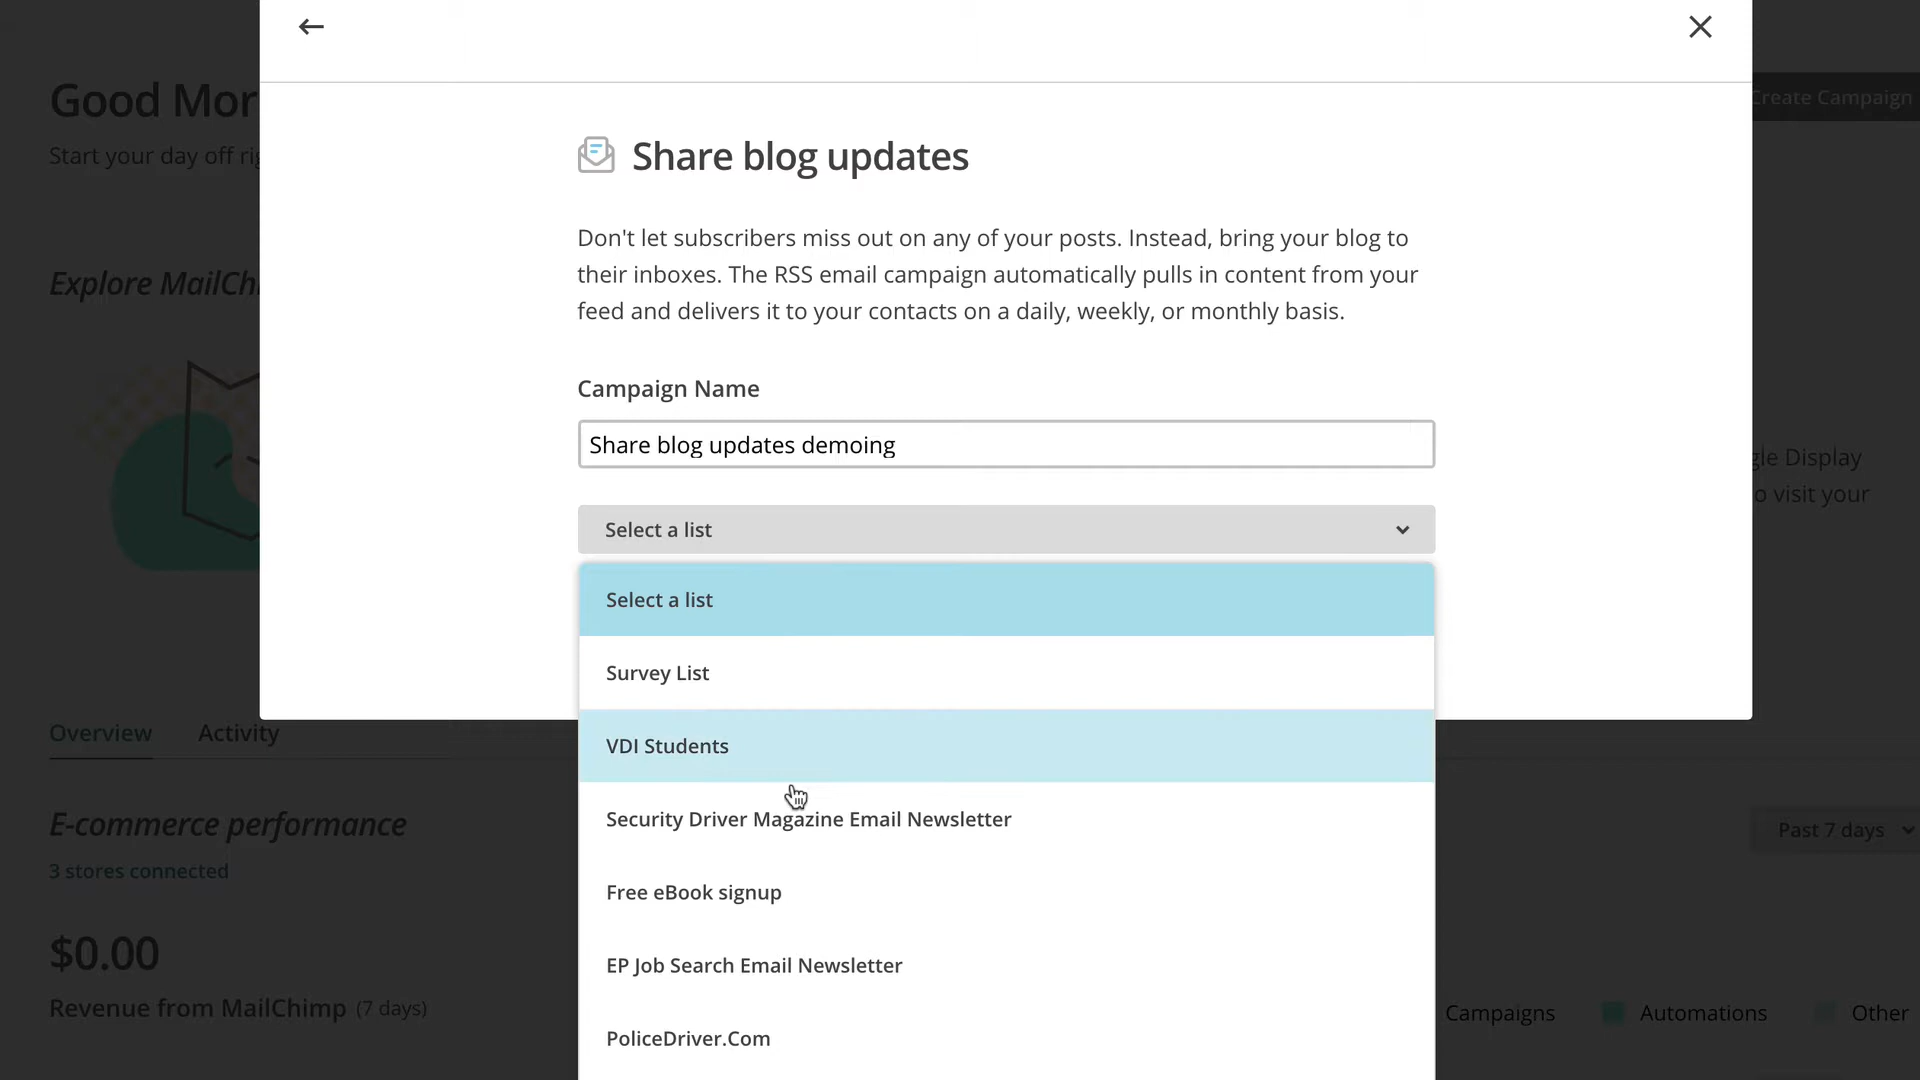 Good Mor
Create Campaign
Start your day off rig
Share blog updates
Don't let subscribers miss out on any of your posts. Instead, bring your blog to
their inboxes. The RSS email campaign automatically pulls in content from your
feed and delivers it to your contacts on a daily, weekly, or monthly basis.
Explore MailChi
Campaign Name
Share blog updates demoing
gle Display
o visit your
Select a list
Select a list
Survey List
VDI Students
Security Driver Magazine Email Newsletter
Free eBook signup
EP Job Search Email Newsletter
PoliceDriver.Com
Overview Activity
E-commerce performance
Past 7 days
3 stores connected
$0.00
Revenue from MailChimp (7 days)
Campaigns Automations Other